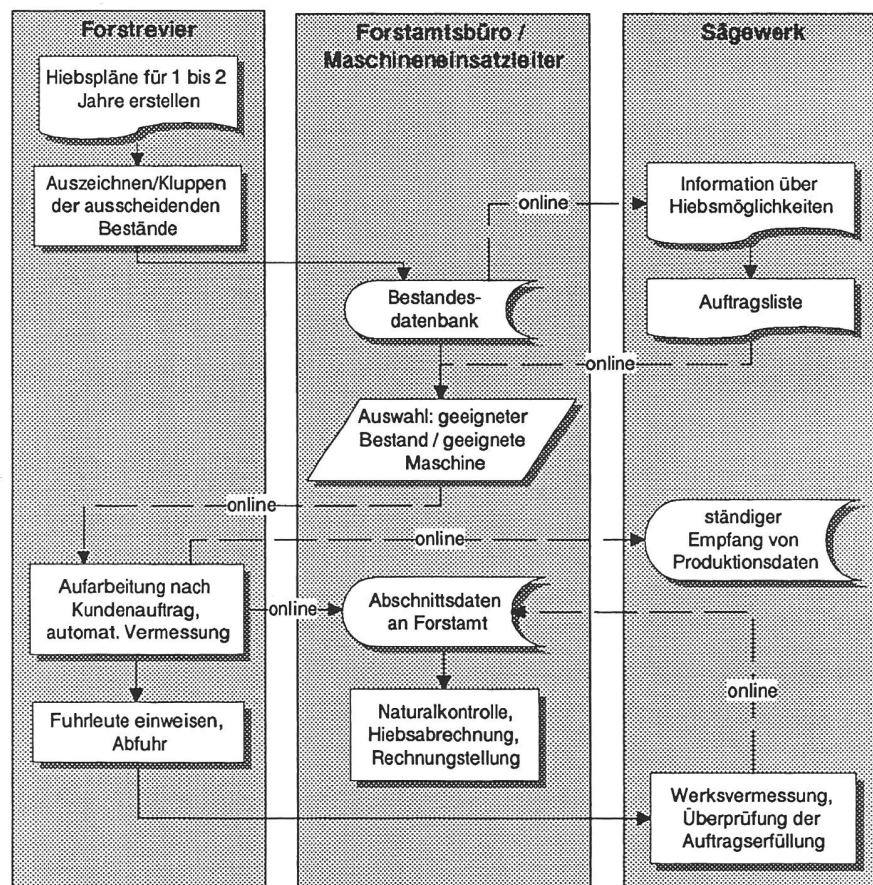 Forstrevier
Hiebspläne für 1 bis 2
Jahre erstellen
Auszeichnen/Kluppen
der ausscheidenden
Bestände
Forstamtsbüro /
Maschineneinsatzleiter
Sägewerk
online
Information über
Hiebsmöglichkeiten
Bestandes-
datenbank
Auftragsliste
online
Auswahl: geeigneter
Bestand / geeignete
Maschine
online
online
ständiger
Empfang von
Produktionsdaten
Aufarbeitung nach
Kundenauftrag,
automat. Vermessung
online
Abschnittsdaten
an Forstamt
online
Fuhrleute einweisen,
Abfuhr
Naturalkontrolle,
Hiebsabrechnung,
Rechnungstellung
Werksvermessung,
Überprüfung der
Auftragserfüllung